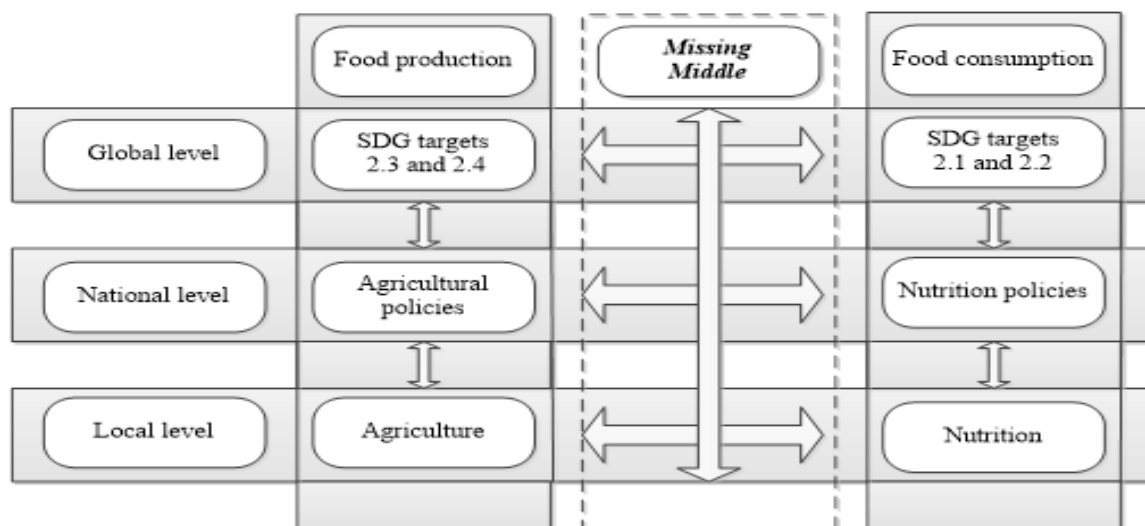 Food production
Missing
Middle
Food consumption
Global level
SDG targets
2.3 and 2.4
SDG targets
2.1 and 2.2
National level
Agricultural
policies
Nutrition policies
Local level
Agriculture
Nutrition